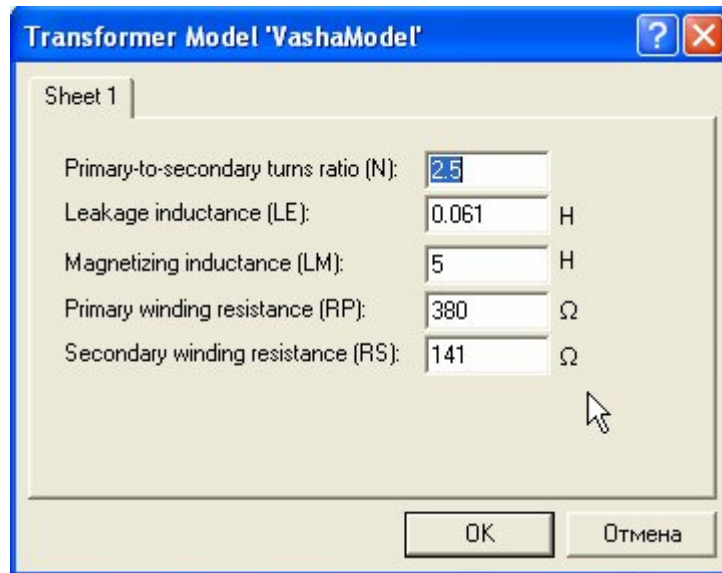 Transformer Model 'VashaModel'
?
Sheet 1
Primary-to-secondary turns ratio (N): 2.5
Leakage inductance (LE): 0.061 H
Magnetizing inductance (LM): 5 H
Primary winding resistance (RP): 380 Ω
Secondary winding resistance (RS): 141 Ω
OK Отмена